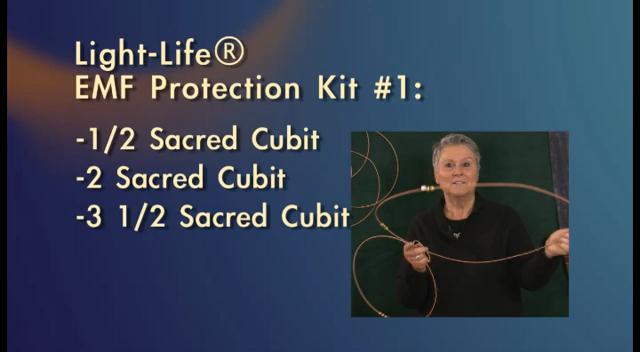 Light-Life®
EMF Protection Kit #1:
-1/2 Sacred Cubit
-2 Sacred Cubit
-3 1/2 Sacred Cubit